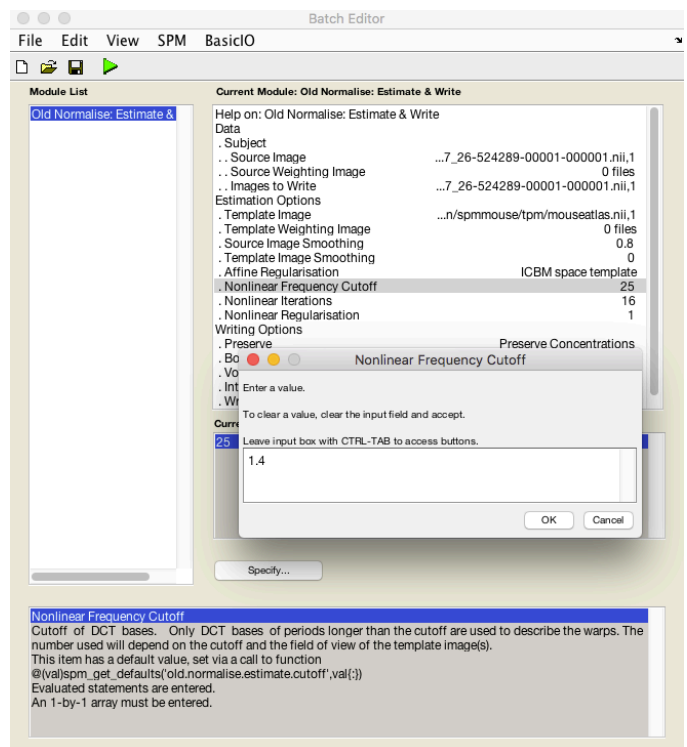 Batch Editor
File Edit View SPM BasicIO
Module List
Current Module: Old Normalise: Estimate & Write
Old Normalise: Estimate &
Help on: Old Normalise: Estimate & Write
Data
. Subject
. . Source Image ...7_26-524289-00001-000001.nii,1
. . Source Weighting Image 0 files
. . Images to Write ...7_26-524289-00001-000001.nii,1
Estimation Options
. Template Image ...n/spmmouse/tpm/mouseatlas.nii,1
. Template Weighting Image 0 files
. Source Image Smoothing 0.8
. Template Image Smoothing 0
. Affine Regularisation ICBM space template
. Nonlinear Frequency Cutoff 25
. Nonlinear Iterations 16
. Nonlinear Regularisation 1
Writing Options
. Preserve Preserve Concentrations
. Bo
. Vo
. Int
. Wr
Nonlinear Frequency Cutoff
Enter a value.
To clear a value, clear the input field and accept.
Leave input box with CTRL-TAB to access buttons.
1.4
OK Cancel
Curre
25
Specify...
Nonlinear Frequency Cutoff
Cutoff of DCT bases. Only DCT bases of periods longer than the cutoff are used to describe the warps. The
number used will depend on the cutoff and the field of view of the template image(s).
This item has a default value, set via a call to function
@(val)spm_get_defaults('old.normalise.estimate.cutoff',val{:})
Evaluated statements are entered.
An 1-by-1 array must be entered.